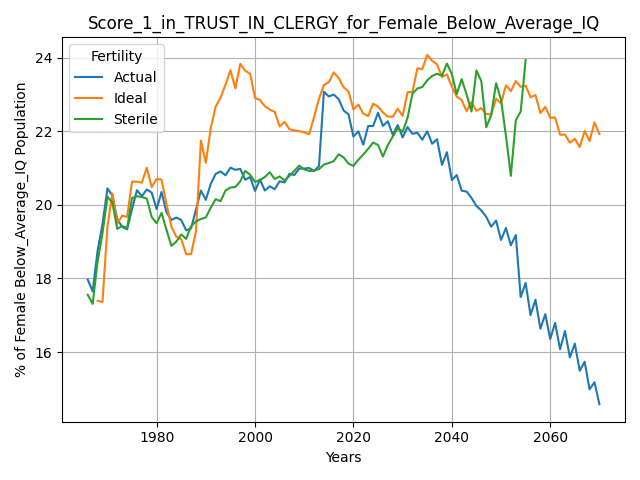 Score_1_in_TRUST_IN_CLERGY_for_Female_Below_Average_IQ
% of Female Below_Average_IQ Population
24
22
20
18
16
Fertility
Actual
Ideal
Sterile
1980
2000
2020
2040
2060
Years